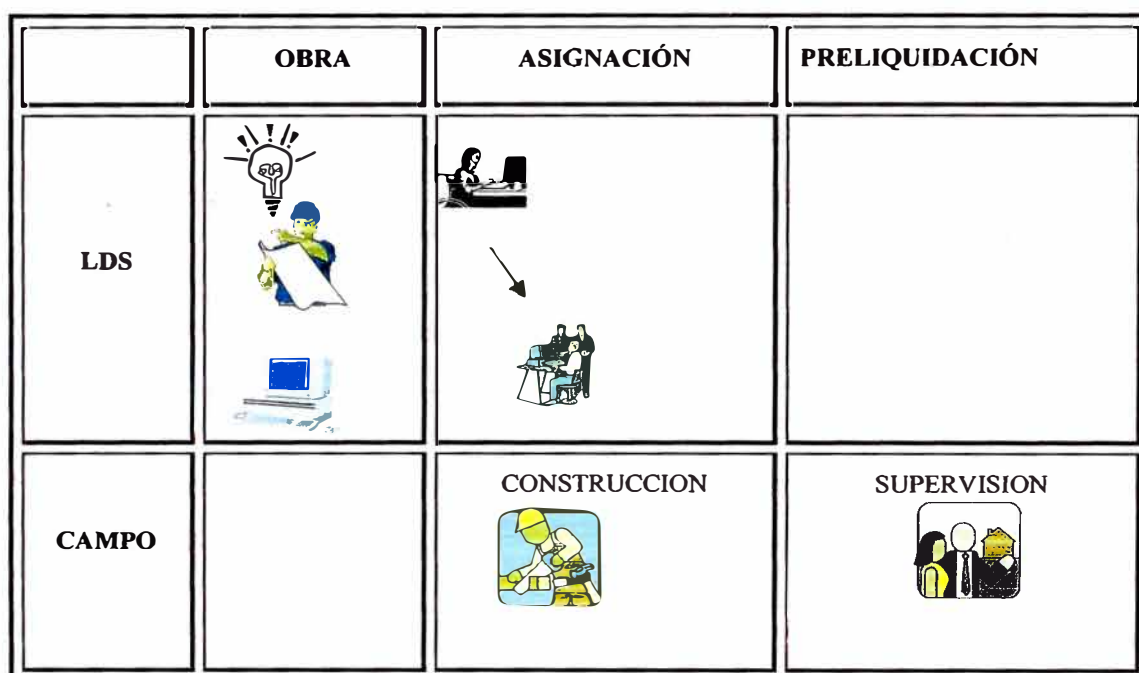 OBRA
ASIGNACIÓN
PRELIQUIDACIÓN
LDS
CONSTRUCCION
SUPERVISION
CAMPO